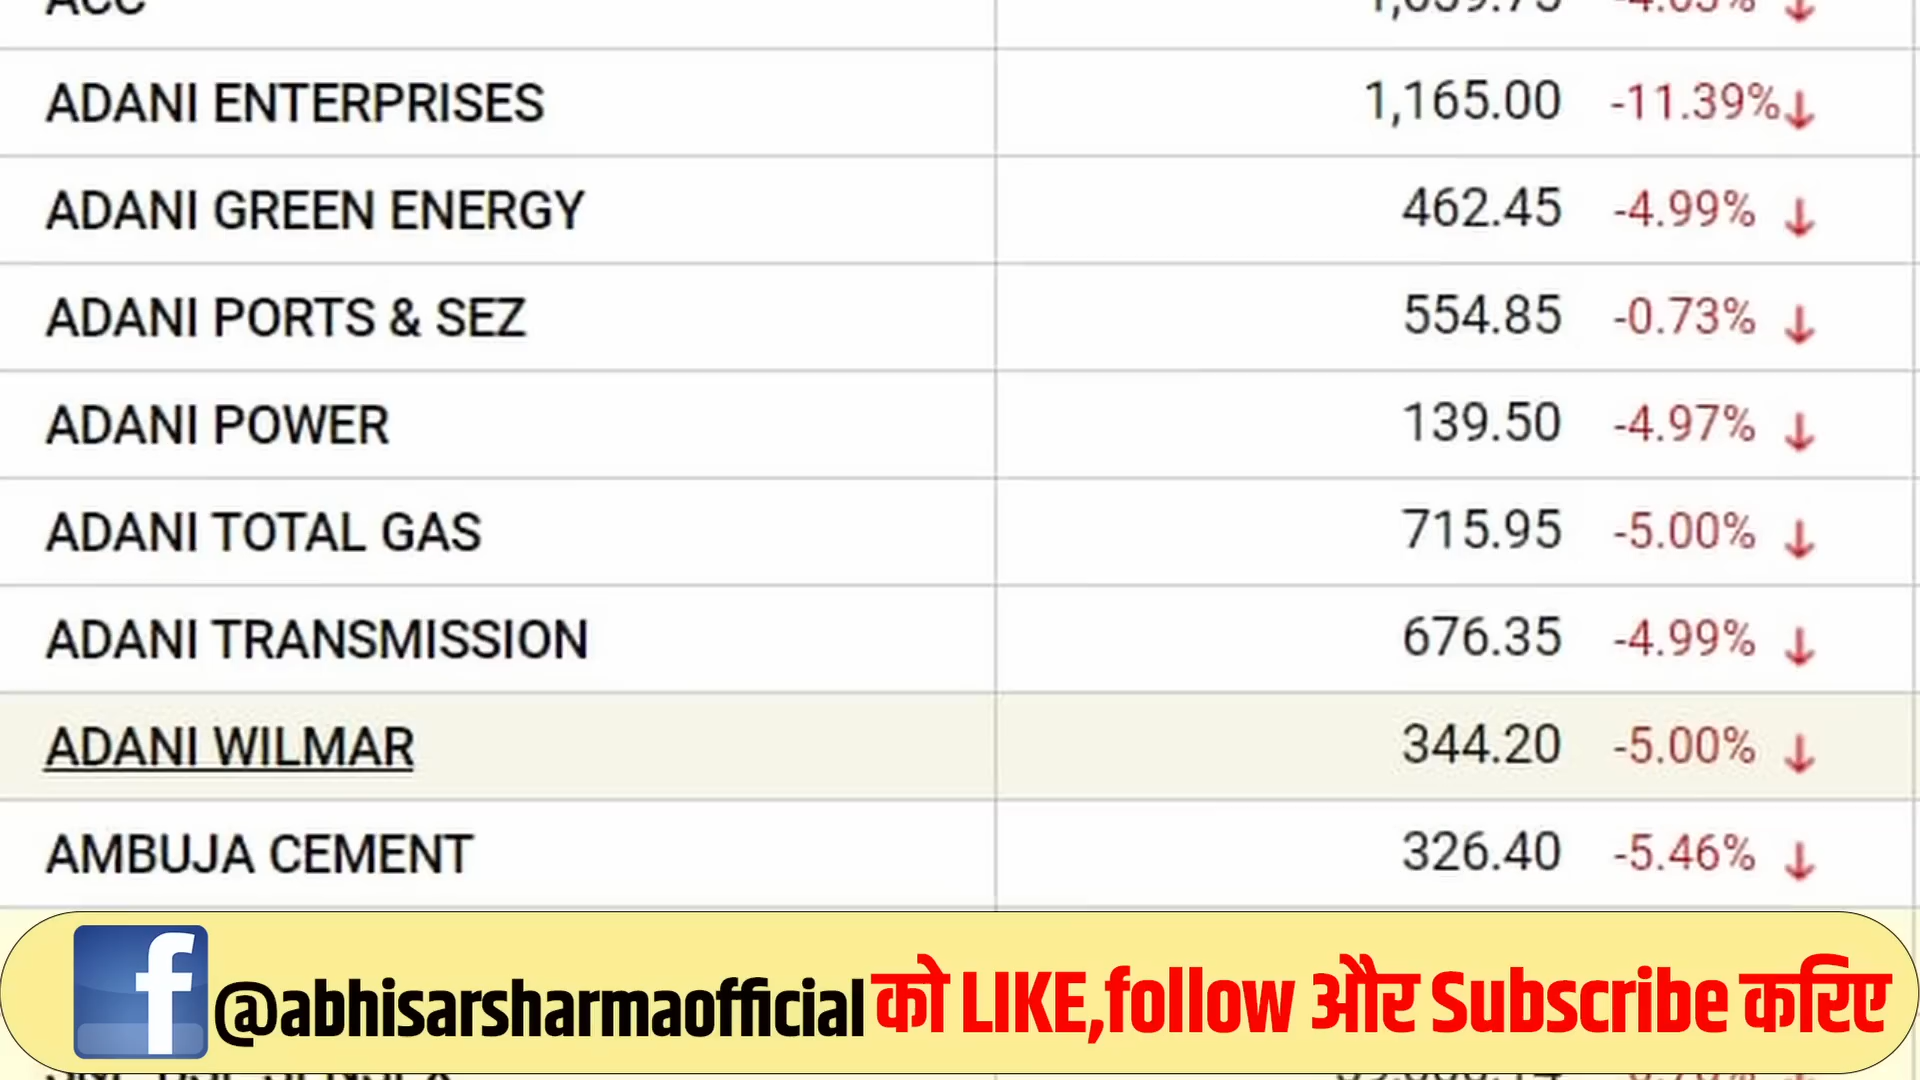 ACC
ADANI ENTERPRISES 1,165.00 -11.39%↓
ADANI GREEN ENERGY 462.45 -4.99% ↓
ADANI PORTS & SEZ 554.85 -0.73% ↓
ADANI POWER 139.50 -4.97% ↓
ADANI TOTAL GAS 715.95 -5.00% ↓
ADANI TRANSMISSION 676.35 -4.99% ↓
ADANI WILMAR 344.20 -5.00% ↓
AMBUJA CEMENT 326.40 -5.46% ↓
f @abhisarsharmaofficial को LIKE,follow और Subscribe करिए